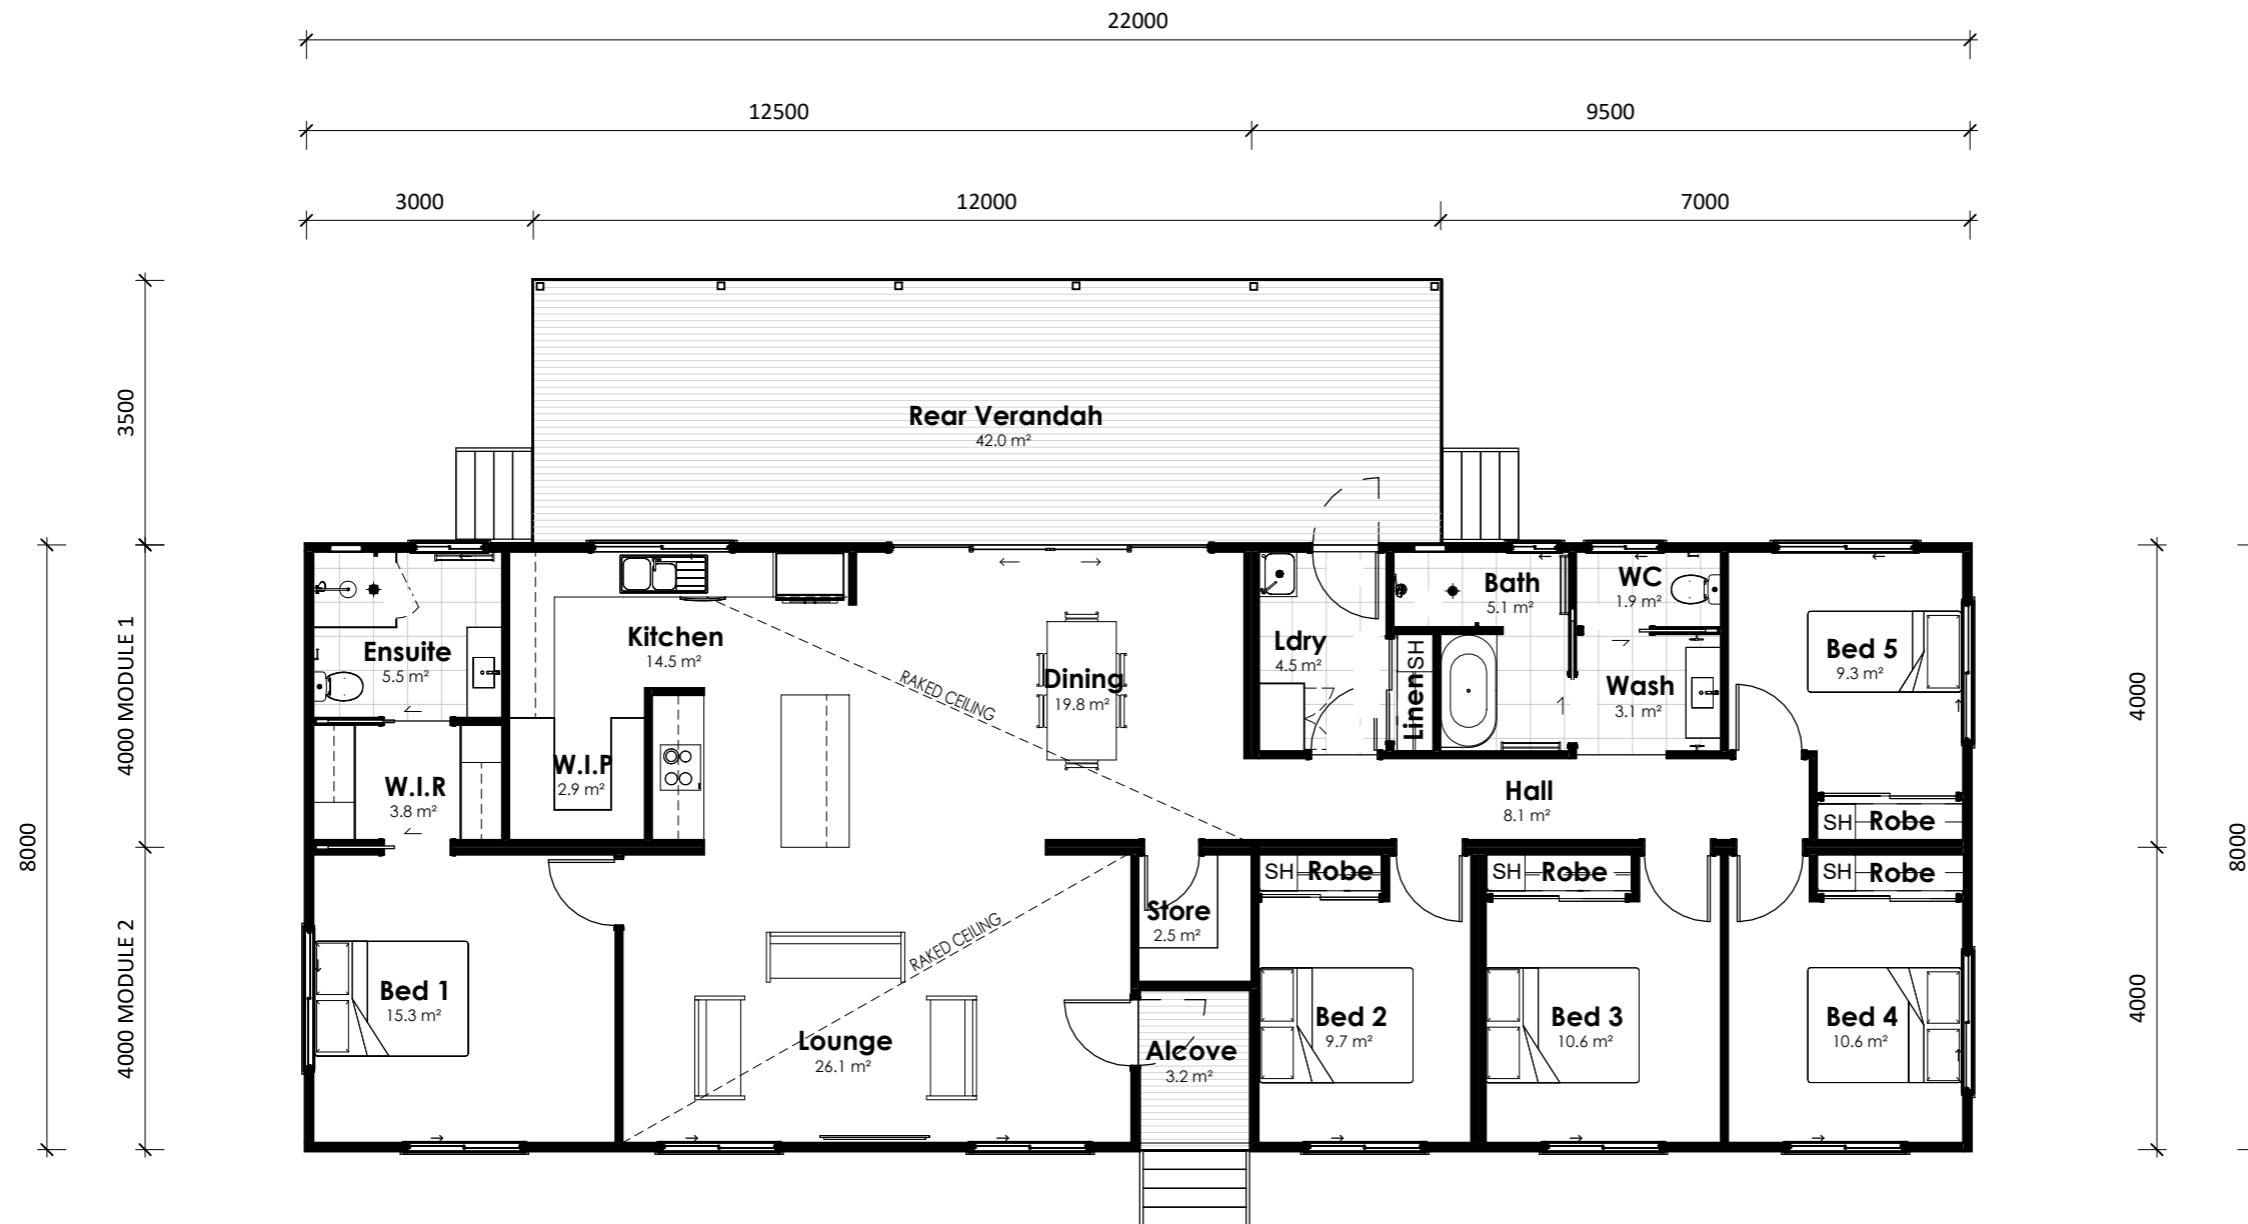 22000
12500
9500
3000
12000
7000
3500
4000 MODULE 1
4000 MODULE 2
8000
4000
4000
8000
Rear Verandah
42.0 m²
Ensuite
5.5 m²
Kitchen
14.5 m²
RAKED CEILING
Dining
19.8 m²
Ldry
4.5 m²
SH
Linen
Bath
5.1 m²
WC
1.9 m²
Wash
3.1 m²
Bed 5
9.3 m²
W.I.R
3.8 m²
W.I.P
2.9 m²
Hall
8.1 m²
SH Robe
SH Robe
SH Robe
SH Robe
Store
2.5 m²
RAKED CEILING
Bed 1
15.3 m²
Lounge
26.1 m²
Alcove
3.2 m²
Bed 2
9.7 m²
Bed 3
10.6 m²
Bed 4
10.6 m²